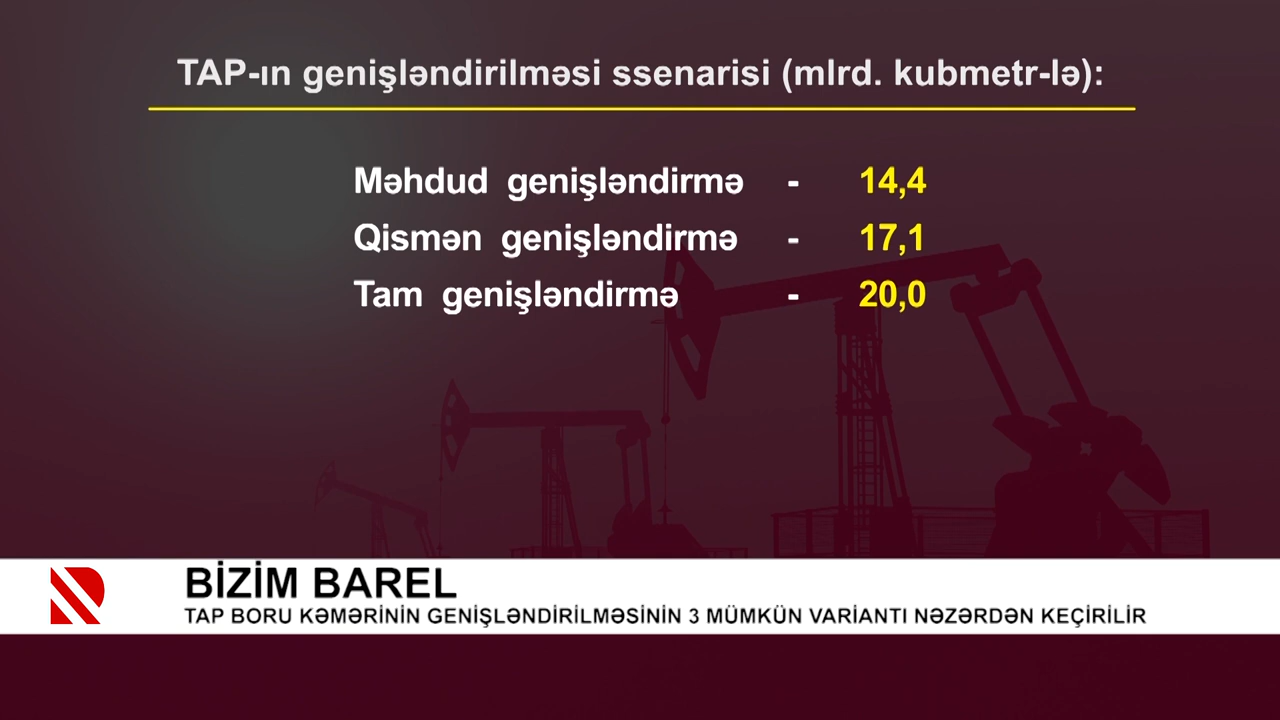 TAP-ın genişləndirilməsi ssenarisi (mlrd. kubmetr-lə):
Məhdud genişləndirmə - 14,4
Qismən genişləndirmə - 17,1
Tam genişləndirmə - 20,0
BİZİM BAREL
TAP BORU KƏMƏRİNİN GENİŞLƏNDİRİLMƏSİNİN 3 MÜMKÜN VARİANTI NƏZƏRDƏN KEÇİRİLİR